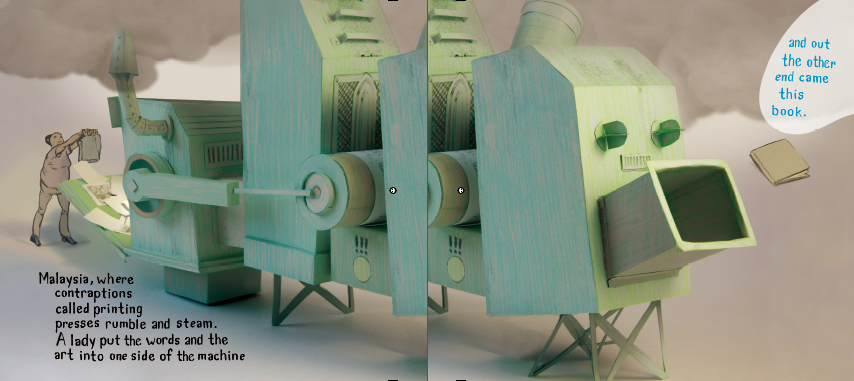 Malaysia, where
contraptions
called printing
presses rumble and steam.
A lady put the words and the
art into one side of the machine
and out
the other
end came
this
book.